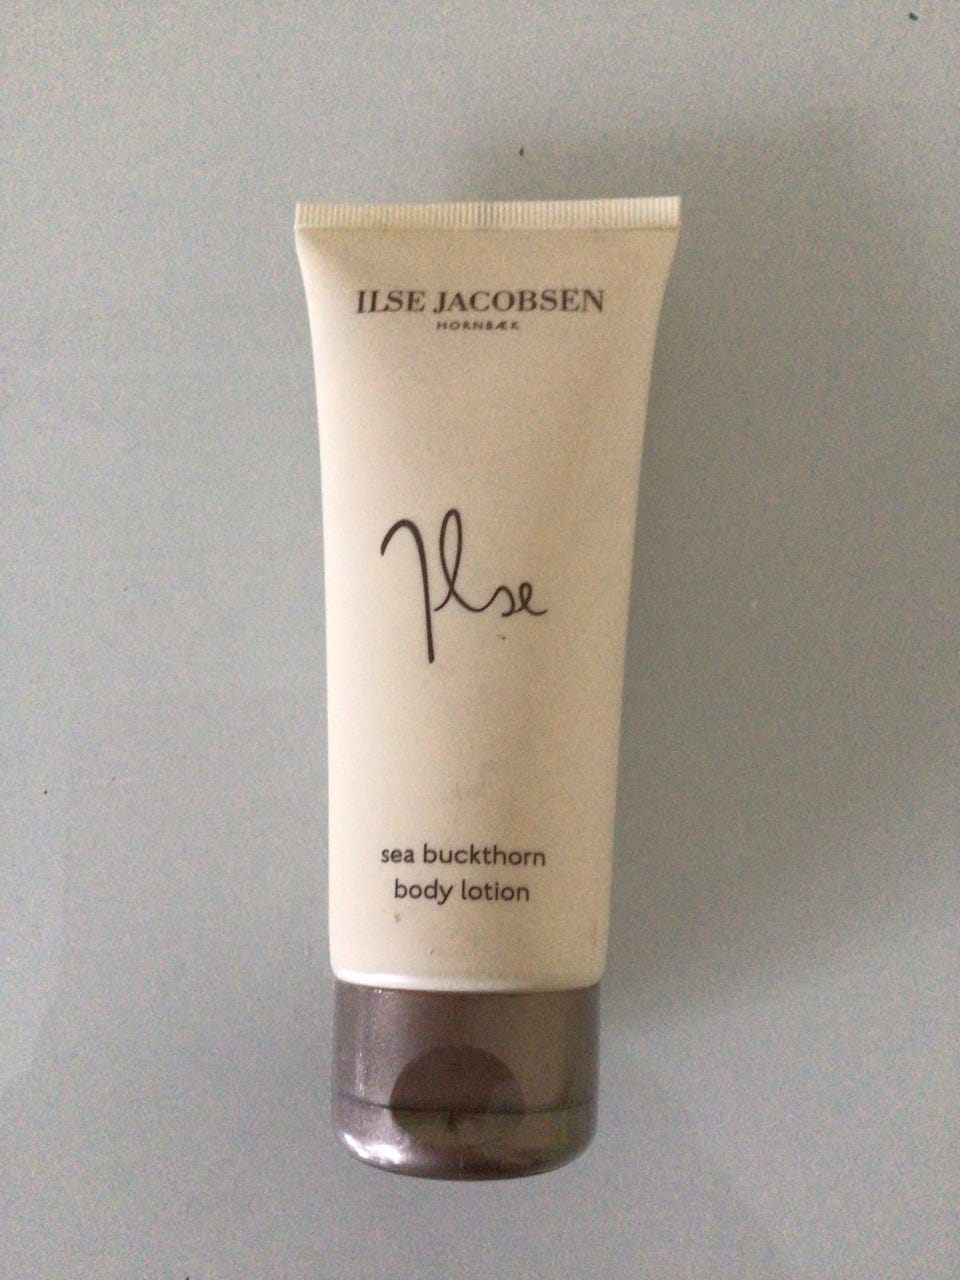 ILSE JACOBSEN
HORNBÆK
Ilse
sea buckthorn
body lotion